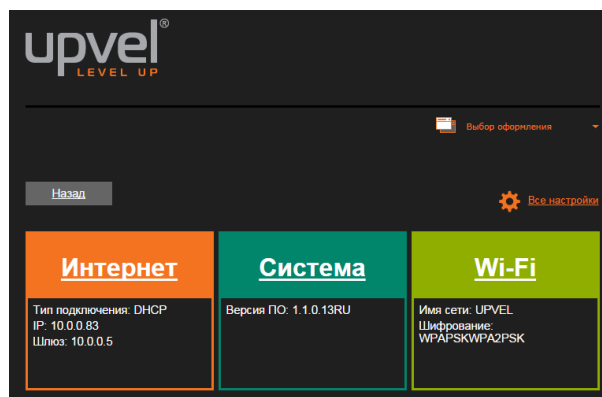 upvel®
LEVEL UP
Выбор оформления
Назад
Все настройки
Интернет
Тип подключения: DHCP
IP: 10.0.0.83
Шлюз: 10.0.0.5
Система
Версия ПО: 1.1.0.13RU
Wi-Fi
Имя сети: UPVEL
Шифрование:
WPAPSKWPA2PSK